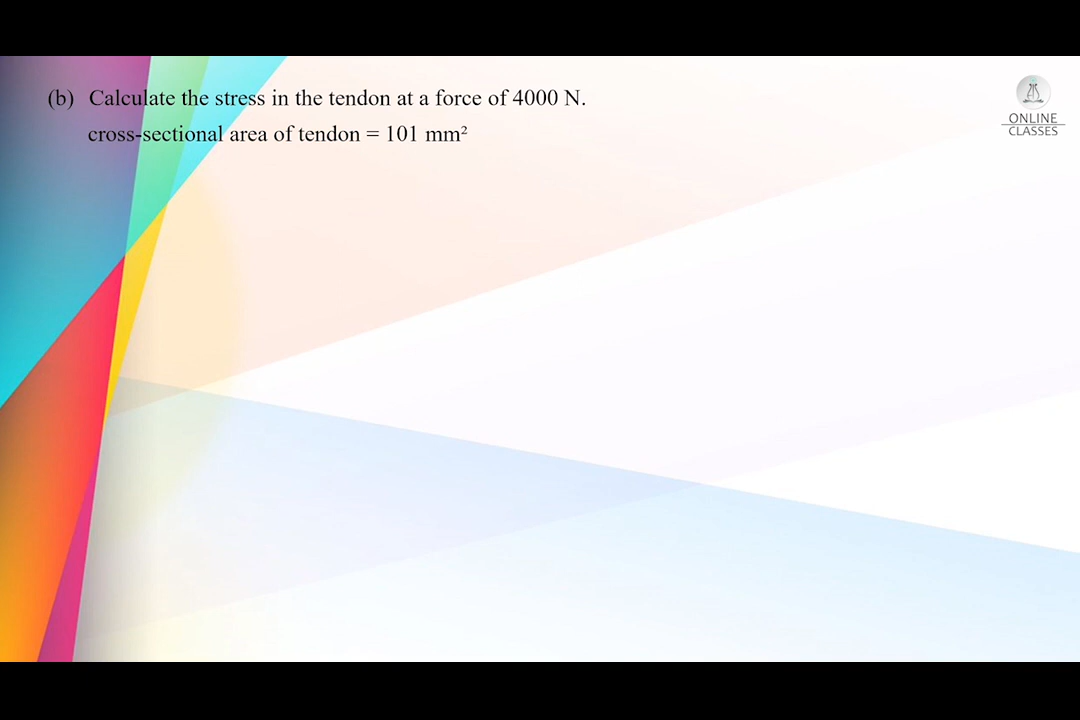 (b) Calculate the stress in the tendon at a force of 4000 N.
cross-sectional area of tendon = 101 mm²
ONLINE
CLASSES